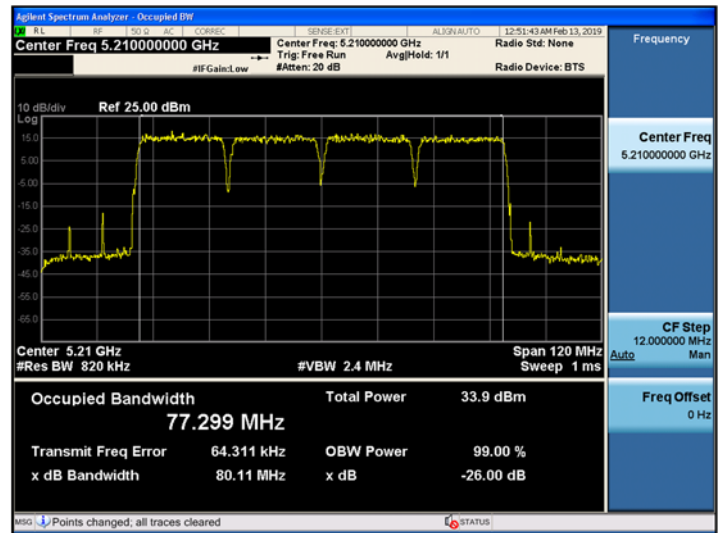 Agilent Spectrum Analyzer - Occupied BW
RL RF 50 Ω AC CORREC SENSE:EXT ALIGNAUTO 12:51:43 AM Feb 13, 2019
Center Freq 5.210000000 GHz Center Freq: 5.210000000 GHz Radio Std: None Frequency
Trig: Free Run Avg|Hold: 1/1
#IFGain:Low #Atten: 20 dB Radio Device: BTS
10 dB/div Ref 25.00 dBm
Log
15.0
5.00
-5.00
-15.0
-25.0
-35.0
-45.0
-55.0
-65.0
Center Freq
5.210000000 GHz
CF Step
12.000000 MHz
Auto Man
Freq Offset
0 Hz
Center 5.21 GHz Span 120 MHz
#Res BW 820 kHz #VBW 2.4 MHz Sweep 1 ms
Occupied Bandwidth Total Power 33.9 dBm
77.299 MHz
Transmit Freq Error 64.311 kHz OBW Power 99.00 %
x dB Bandwidth 80.11 MHz x dB -26.00 dB
MSG Points changed; all traces cleared STATUS